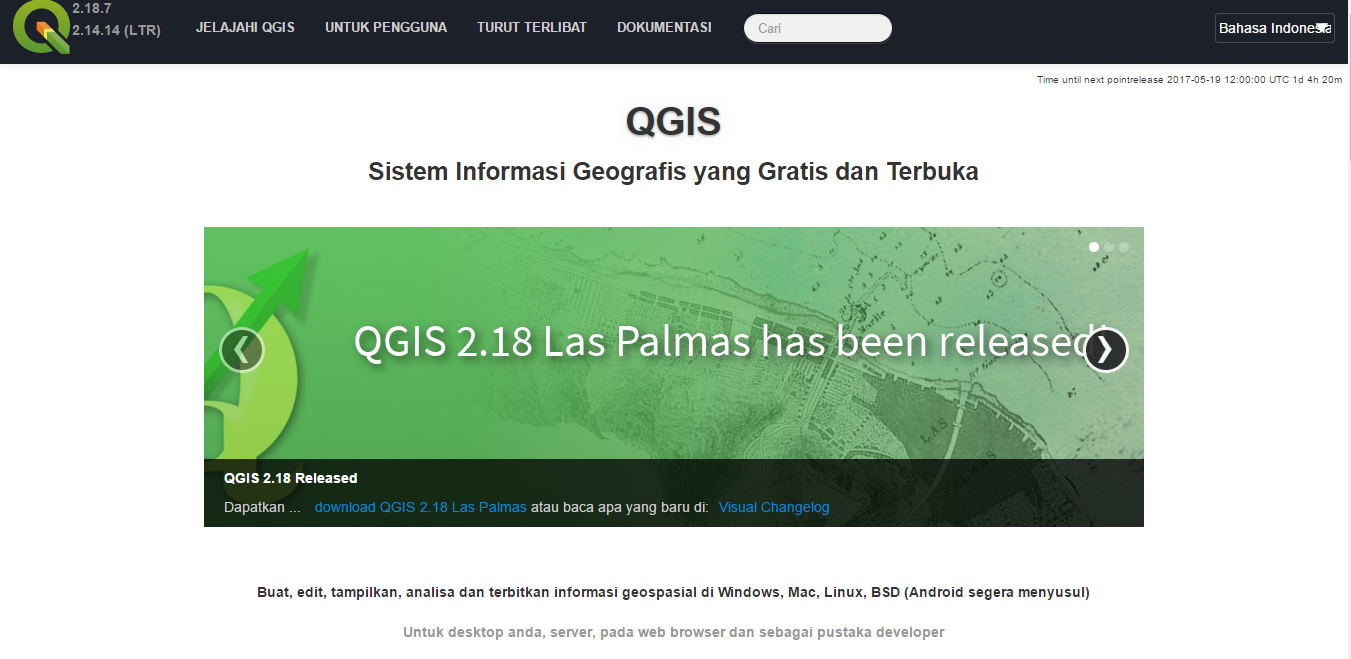 2.18.7
2.14.14 (LTR)
JELAJAHI QGIS UNTUK PENGGUNA TURUT TERLIBAT DOKUMENTASI Cari Bahasa Indonesia
Time until next pointrelease 2017-05-19 12:00:00 UTC 1d 4h 20m
QGIS
Sistem Informasi Geografis yang Gratis dan Terbuka
QGIS 2.18 Las Palmas has been released!
LAS
PALMAS
QGIS 2.18 Released
Dapatkan ... download QGIS 2.18 Las Palmas atau baca apa yang baru di: Visual Changelog
Buat, edit, tampilkan, analisa dan terbitkan informasi geospasial di Windows, Mac, Linux, BSD (Android segera menyusul)
Untuk desktop anda, server, pada web browser dan sebagai pustaka developer